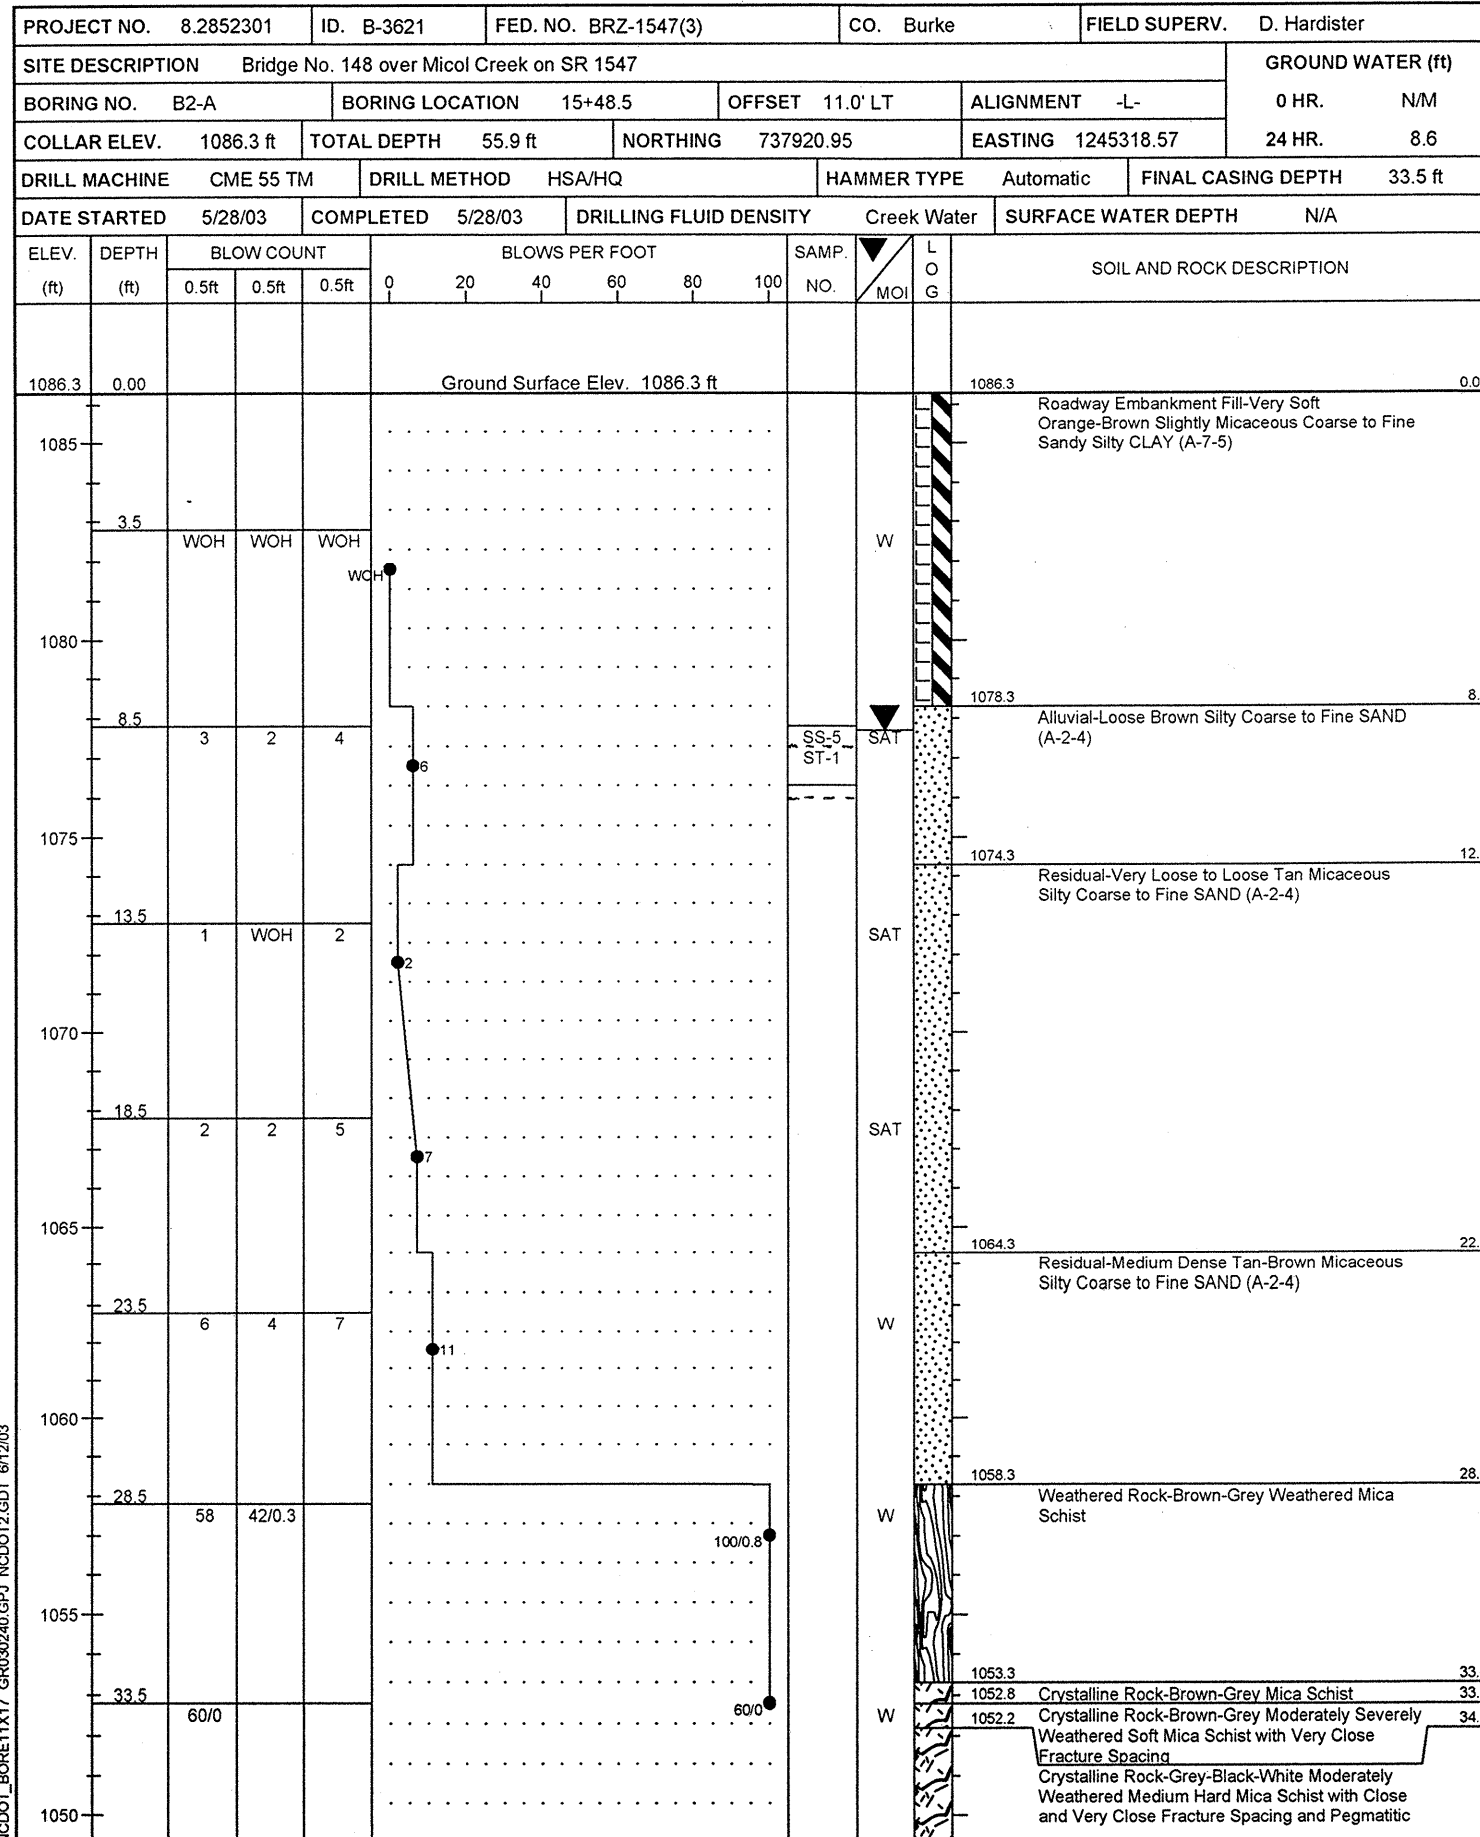 PROJECT NO. 8.2852301 ID. B-3621 FED. NO. BRZ-1547(3) CO. Burke FIELD SUPERV. D. Hardister
SITE DESCRIPTION Bridge No. 148 over Micol Creek on SR 1547 GROUND WATER (ft)
BORING NO. B2-A BORING LOCATION 15+48.5 OFFSET 11.0' LT ALIGNMENT -L- 0 HR. N/M
COLLAR ELEV. 1086.3 ft TOTAL DEPTH 55.9 ft NORTHING 737920.95 EASTING 1245318.57 24 HR. 8.6
DRILL MACHINE CME 55 TM DRILL METHOD HSA/HQ HAMMER TYPE Automatic FINAL CASING DEPTH 33.5 ft
DATE STARTED 5/28/03 COMPLETED 5/28/03 DRILLING FLUID DENSITY Creek Water SURFACE WATER DEPTH N/A
ELEV. DEPTH BLOW COUNT BLOWS PER FOOT SAMP. LOG SOIL AND ROCK DESCRIPTION
(ft) (ft) 0.5ft 0.5ft 0.5ft 0 20 40 60 80 100 NO. MOI
1086.3 0.00 Ground Surface Elev. 1086.3 ft 1086.3 0.0
Roadway Embankment Fill-Very Soft
Orange-Brown Slightly Micaceous Coarse to Fine
1085 Sandy Silty CLAY (A-7-5)
3.5
WOH WOH WOH W
WOH
1080
1078.3 8.
8.5 Alluvial-Loose Brown Silty Coarse to Fine SAND
3 2 4 SS-5 SAT (A-2-4)
ST-1
6
1075
1074.3 12.
Residual-Very Loose to Loose Tan Micaceous
Silty Coarse to Fine SAND (A-2-4)
13.5
1 WOH 2 SAT
2
1070
18.5
2 2 5 SAT
7
1065
1064.3 22.
Residual-Medium Dense Tan-Brown Micaceous
Silty Coarse to Fine SAND (A-2-4)
23.5
6 4 7 W
11
1060
1058.3 28.
28.5 Weathered Rock-Brown-Grey Weathered Mica
58 42/0.3 W Schist
100/0.8
1055
1053.3 33.
33.5 1052.8 Crystalline Rock-Brown-Grey Mica Schist 33.
60/0 60/0 W 1052.2 Crystalline Rock-Brown-Grey Moderately Severely 34.
Weathered Soft Mica Schist with Very Close
Fracture Spacing
Crystalline Rock-Grey-Black-White Moderately
Weathered Medium Hard Mica Schist with Close
1050 and Very Close Fracture Spacing and Pegmatitic
NCDOT_BORE11X17 GR030240.GPJ NCDOT2.GDT 6/12/03